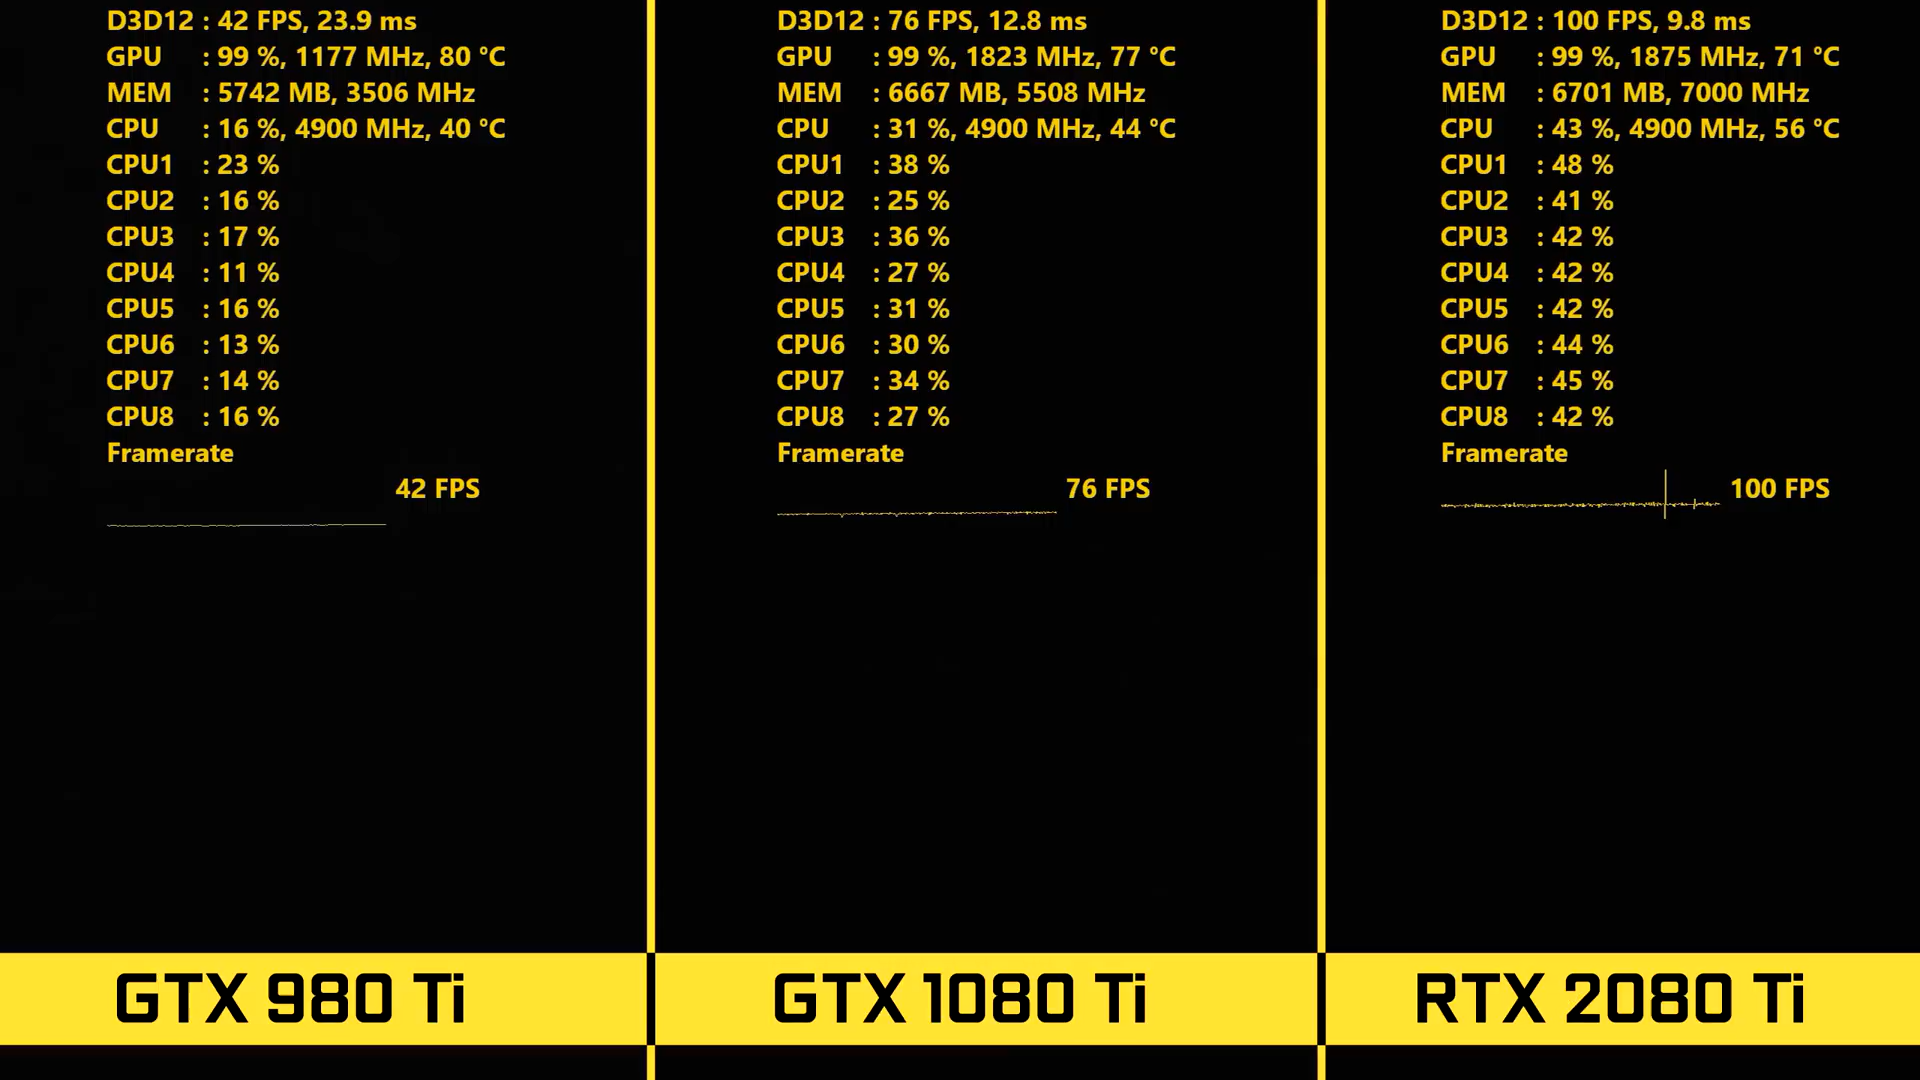 D3D12 : 42 FPS, 23.9 ms
GPU : 99 %, 1177 MHz, 80 °C
MEM : 5742 MB, 3506 MHz
CPU : 16 %, 4900 MHz, 40 °C
CPU1 : 23 %
CPU2 : 16 %
CPU3 : 17 %
CPU4 : 11 %
CPU5 : 16 %
CPU6 : 13 %
CPU7 : 14 %
CPU8 : 16 %
Framerate
42 FPS
GTX 980 Ti
D3D12 : 76 FPS, 12.8 ms
GPU : 99 %, 1823 MHz, 77 °C
MEM : 6667 MB, 5508 MHz
CPU : 31 %, 4900 MHz, 44 °C
CPU1 : 38 %
CPU2 : 25 %
CPU3 : 36 %
CPU4 : 27 %
CPU5 : 31 %
CPU6 : 30 %
CPU7 : 34 %
CPU8 : 27 %
Framerate
76 FPS
GTX 1080 Ti
D3D12 : 100 FPS, 9.8 ms
GPU : 99 %, 1875 MHz, 71 °C
MEM : 6701 MB, 7000 MHz
CPU : 43 %, 4900 MHz, 56 °C
CPU1 : 48 %
CPU2 : 41 %
CPU3 : 42 %
CPU4 : 42 %
CPU5 : 42 %
CPU6 : 44 %
CPU7 : 45 %
CPU8 : 42 %
Framerate
100 FPS
RTX 2080 Ti